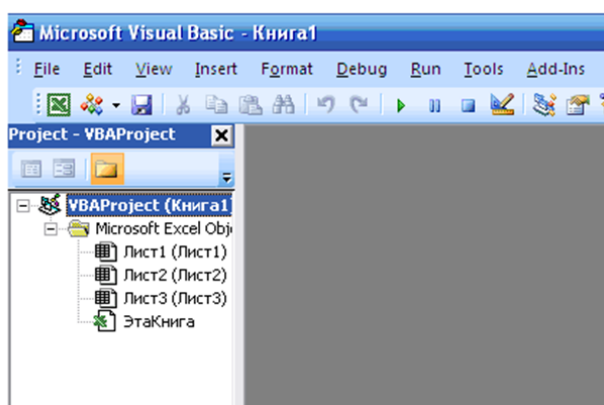 Microsoft Visual Basic - Книга1
File Edit View Insert Format Debug Run Tools Add-Ins
Project - VBAProject
VBAProject (Книга1)
Microsoft Excel Obj
Лист1 (Лист1)
Лист2 (Лист2)
Лист3 (Лист3)
ЭтаКнига